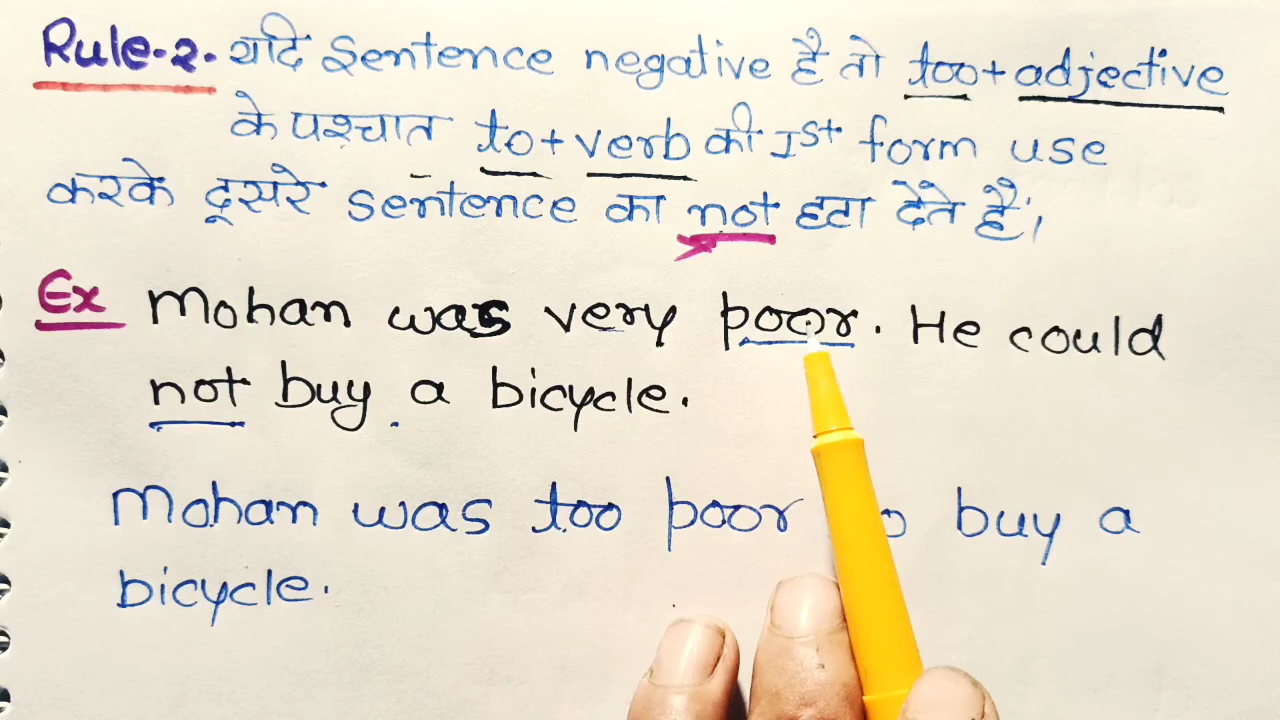 Rule-2. यदि Sentence negative है तो too + adjective
के पश्चात to + verb की Ist form use
करके दूसरे sentence का not हटा देते हैं।
Ex Mohan was very poor. He could
not buy a bicycle.
Mohan was too poor buy a
bicycle.